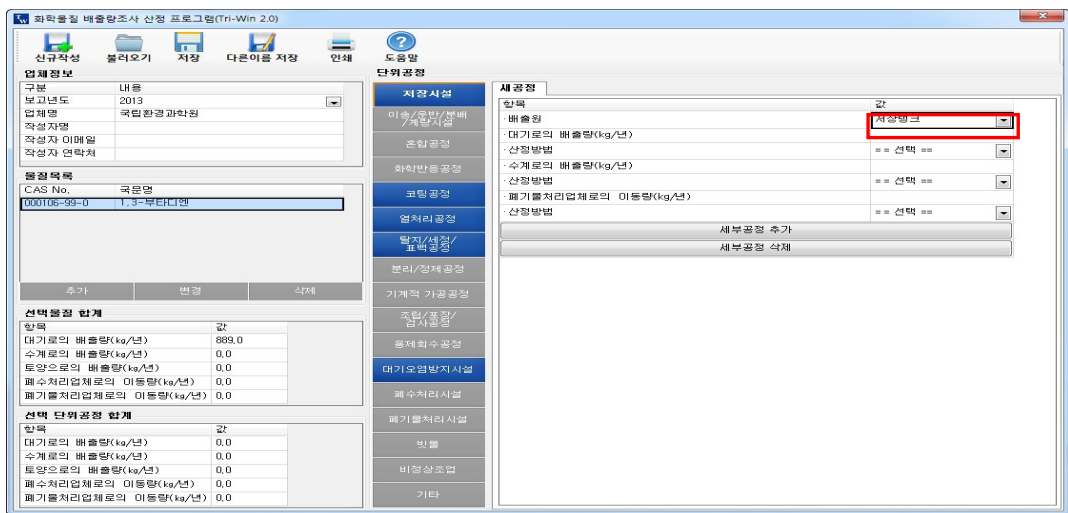 화학물질 배출량조사 산정 프로그램(Tri-Win 2.0)
신규작성 불러오기 저장 다른이름 저장 인쇄 도움말
업체정보
구분 내용
보고년도 2013
업체명 국립환경과학원
작성자명
작성자 이메일
작성자 연락처
물질목록
CAS No. 국문명
000106-99-0 1,3-부타디엔
추가 변경 삭제
선택물질 합계
항목 값
대기로의 배출량(kg/년) 889.0
수계로의 배출량(kg/년) 0.0
토양으로의 배출량(kg/년) 0.0
폐수처리업체로의 이동량(kg/년) 0.0
폐기물처리업체로의 이동량(kg/년) 0.0
선택 단위공정 합계
항목 값
대기로의 배출량(kg/년) 0.0
수계로의 배출량(kg/년) 0.0
토양으로의 배출량(kg/년) 0.0
폐수처리업체로의 이동량(kg/년) 0.0
폐기물처리업체로의 이동량(kg/년) 0.0
단위공정
저장시설
이송/운반/분배
/계량시설
혼합공정
화학반응공정
코팅공정
열처리공정
탈지/세정/
표백공정
분리/정제공정
기계적 가공공정
조립/포장/
검사공정
용제회수공정
대기오염방지시설
폐수처리시설
폐기물처리시설
빗물
비정상조업
기타
새공정
항목 값
·배출원 저장탱크
·대기로의 배출량(kg/년)
·산정방법 == 선택 ==
·수계로의 배출량(kg/년)
·산정방법 == 선택 ==
·폐기물처리업체로의 이동량(kg/년)
·산정방법 == 선택 ==
세부공정 추가
세부공정 삭제